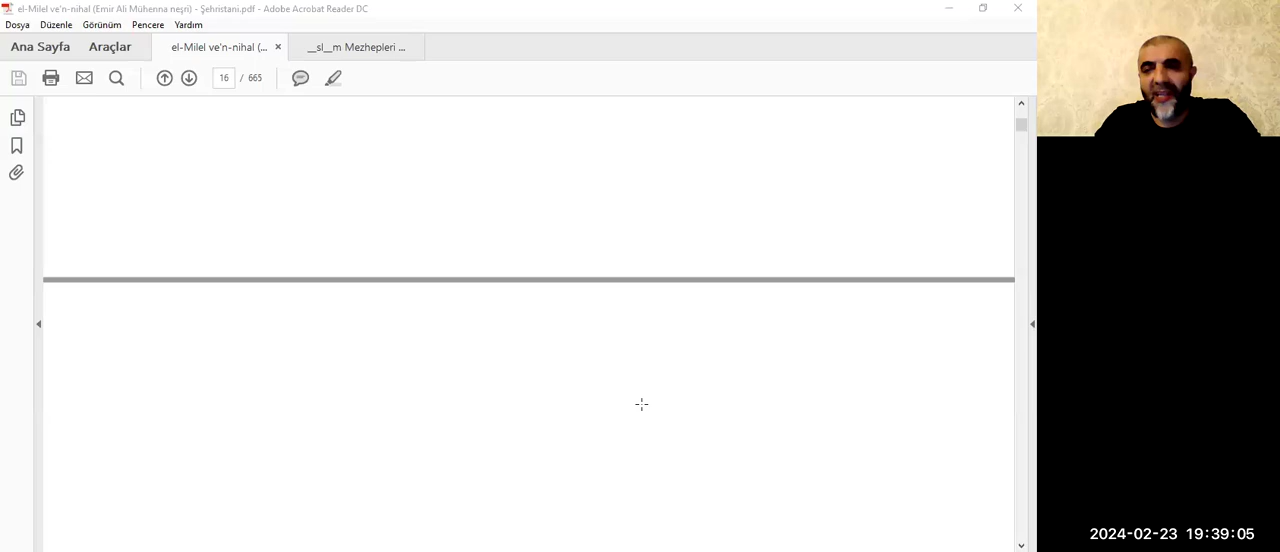 el-Milel ve'n-nihal (Emir Ali Mühenna neşri) - Şehristani.pdf - Adobe Acrobat Reader DC
Dosya Düzenle Görünüm Pencere Yardım
Ana Sayfa Araçlar el-Milel ve'n-nihal (... × __sl__m Mezhepleri ...
16 / 665
2024-02-23 19:39:05